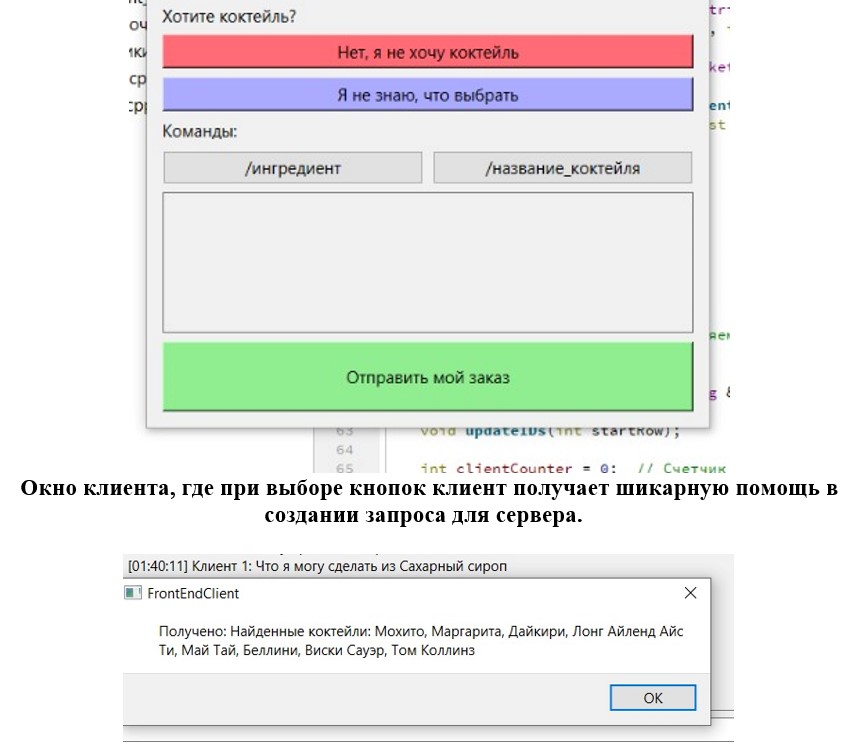 Хотите коктейль?
Нет, я не хочу коктейль
Я не знаю, что выбрать
Команды:
/ингредиент
/название_коктейля
Отправить мой заказ
63 void updateIDs(int startRow);
64
65 int clientCounter = 0; // Счетчик
Окно клиента, где при выборе кнопок клиент получает шикарную помощь в
создании запроса для сервера.
[01:40:11] Клиент 1: Что я могу сделать из Сахарный сироп
FrontEndClient
Получено: Найденные коктейли: Мохито, Маргарита, Дайкири, Лонг Айленд Айс
Ти, Май Тай, Беллини, Виски Сауэр, Том Коллинз
OK